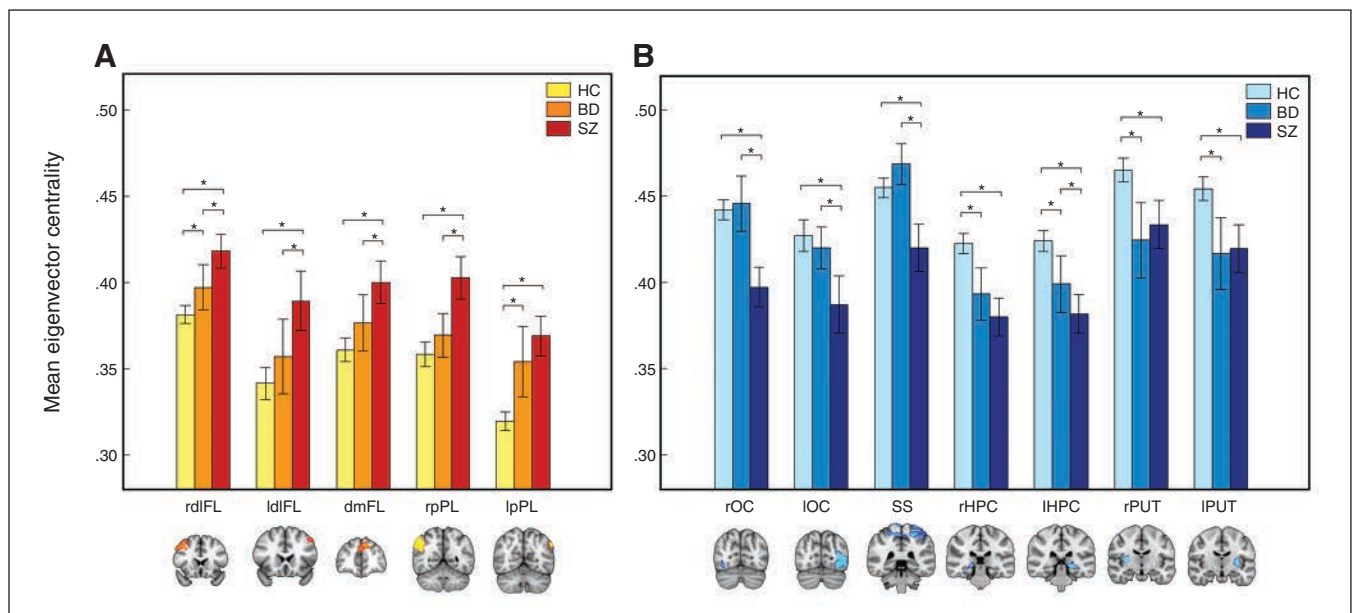 A
B
HC
BD
SZ
HC
BD
SZ
Mean eigenvector centrality
.50
.45
.40
.35
.30
.50
.45
.40
.35
.30
* * * * * * * * * * * *
* * * * * * * * * * * * * * *
rdlFL ldlFL dmFL rpPL lpPL
rOC lOC SS rHPC lHPC rPUT lPUT